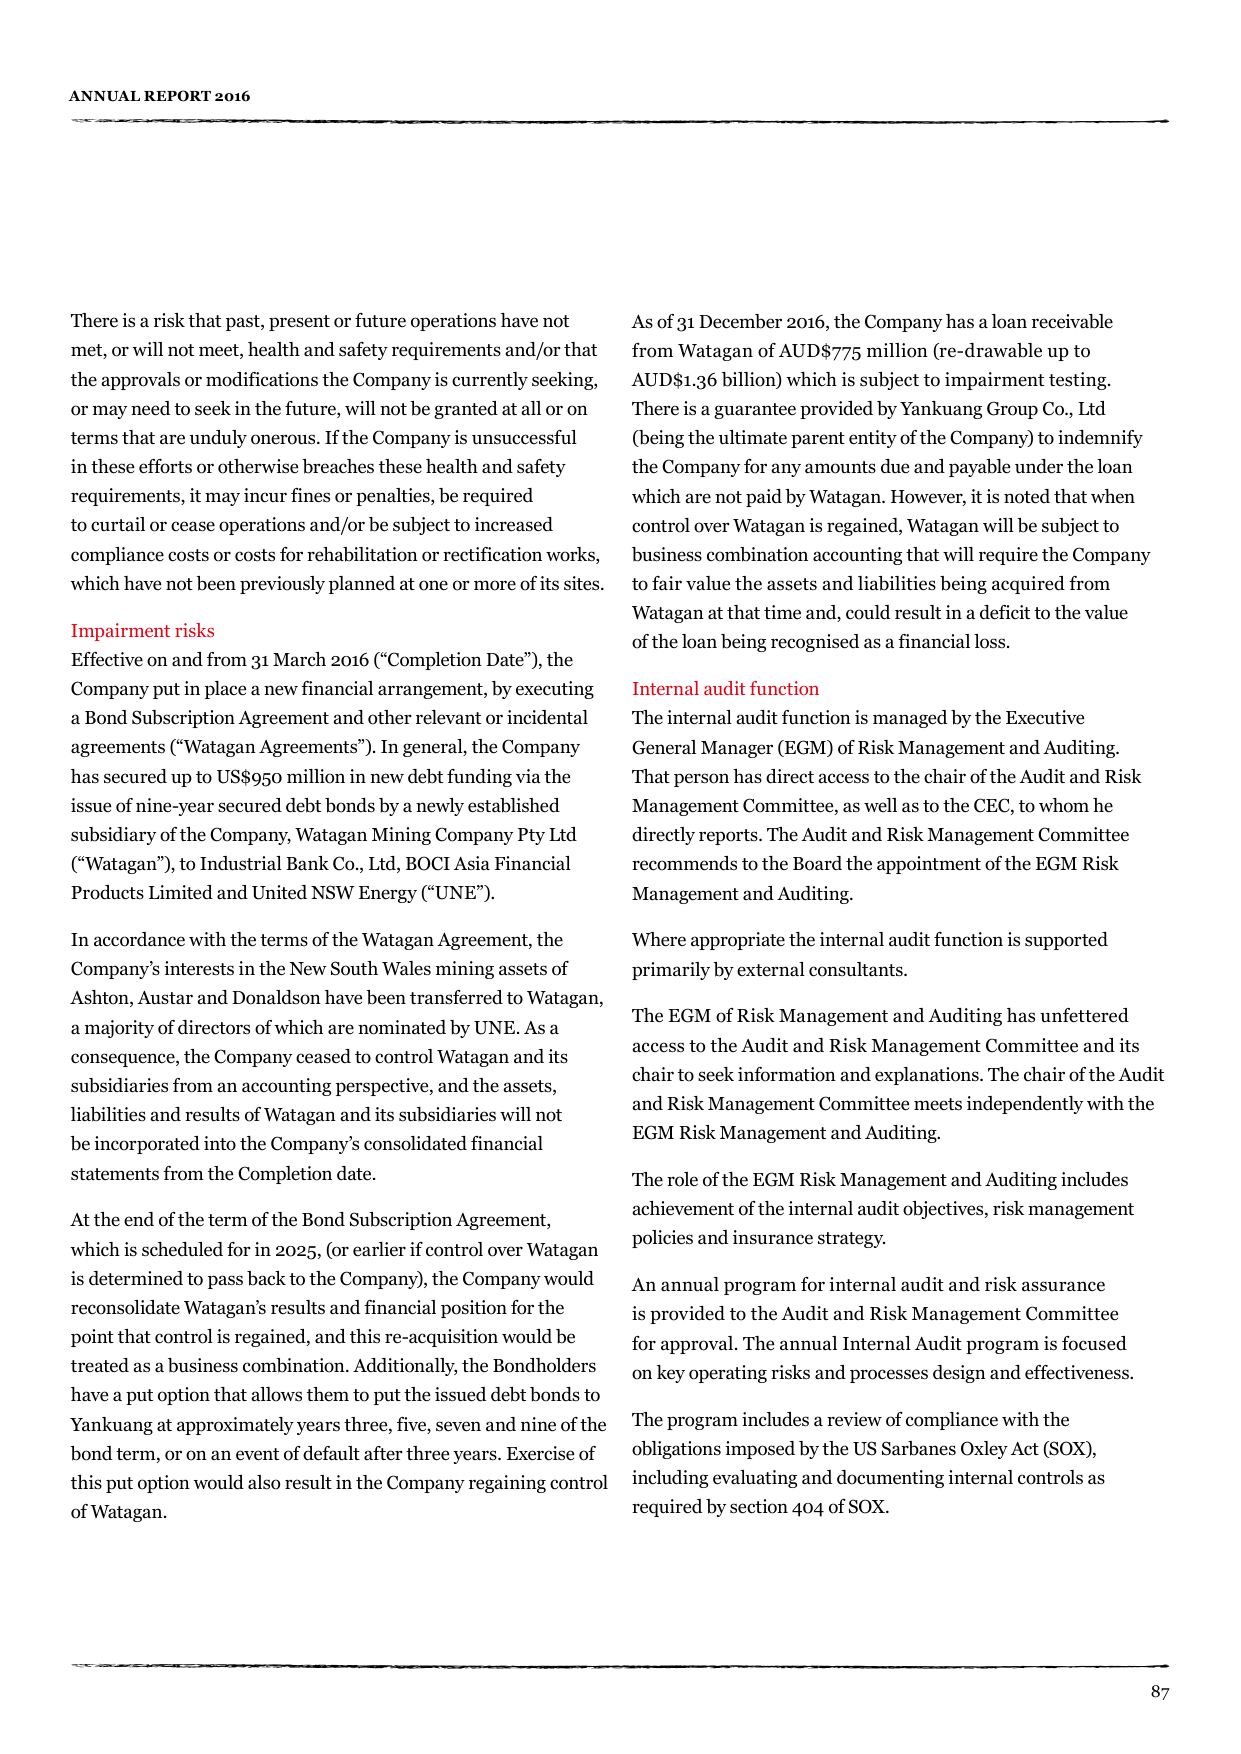 ANNUAL REPORT 2016
There is a risk that past, present or future operations have not
met, or will not meet, health and safety requirements and/or that
the approvals or modifications the Company is currently seeking,
or may need to seek in the future, will not be granted at all or on
terms that are unduly onerous. If the Company is unsuccessful
in these efforts or otherwise breaches these health and safety
requirements, it may incur fines or penalties, be required
to curtail or cease operations and/or be subject to increased
compliance costs or costs for rehabilitation or rectification works,
which have not been previously planned at one or more of its sites.
Impairment risks
Effective on and from 31 March 2016 (“Completion Date”), the
Company put in place a new financial arrangement, by executing
a Bond Subscription Agreement and other relevant or incidental
agreements (“Watagan Agreements”). In general, the Company
has secured up to US$950 million in new debt funding via the
issue of nine-year secured debt bonds by a newly established
subsidiary of the Company, Watagan Mining Company Pty Ltd
(“Watagan”), to Industrial Bank Co., Ltd, BOCI Asia Financial
Products Limited and United NSW Energy (“UNE”).
In accordance with the terms of the Watagan Agreement, the
Company’s interests in the New South Wales mining assets of
Ashton, Austar and Donaldson have been transferred to Watagan,
a majority of directors of which are nominated by UNE. As a
consequence, the Company ceased to control Watagan and its
subsidiaries from an accounting perspective, and the assets,
liabilities and results of Watagan and its subsidiaries will not
be incorporated into the Company’s consolidated financial
statements from the Completion date.
At the end of the term of the Bond Subscription Agreement,
which is scheduled for in 2025, (or earlier if control over Watagan
is determined to pass back to the Company), the Company would
reconsolidate Watagan’s results and financial position for the
point that control is regained, and this re-acquisition would be
treated as a business combination. Additionally, the Bondholders
have a put option that allows them to put the issued debt bonds to
Yankuang at approximately years three, five, seven and nine of the
bond term, or on an event of default after three years. Exercise of
this put option would also result in the Company regaining control
of Watagan.
As of 31 December 2016, the Company has a loan receivable
from Watagan of AUD$775 million (re-drawable up to
AUD$1.36 billion) which is subject to impairment testing.
There is a guarantee provided by Yankuang Group Co., Ltd
(being the ultimate parent entity of the Company) to indemnify
the Company for any amounts due and payable under the loan
which are not paid by Watagan. However, it is noted that when
control over Watagan is regained, Watagan will be subject to
business combination accounting that will require the Company
to fair value the assets and liabilities being acquired from
Watagan at that time and, could result in a deficit to the value
of the loan being recognised as a financial loss.
Internal audit function
The internal audit function is managed by the Executive
General Manager (EGM) of Risk Management and Auditing.
That person has direct access to the chair of the Audit and Risk
Management Committee, as well as to the CEC, to whom he
directly reports. The Audit and Risk Management Committee
recommends to the Board the appointment of the EGM Risk
Management and Auditing.
Where appropriate the internal audit function is supported
primarily by external consultants.
The EGM of Risk Management and Auditing has unfettered
access to the Audit and Risk Management Committee and its
chair to seek information and explanations. The chair of the Audit
and Risk Management Committee meets independently with the
EGM Risk Management and Auditing.
The role of the EGM Risk Management and Auditing includes
achievement of the internal audit objectives, risk management
policies and insurance strategy.
An annual program for internal audit and risk assurance
is provided to the Audit and Risk Management Committee
for approval. The annual Internal Audit program is focused
on key operating risks and processes design and effectiveness.
The program includes a review of compliance with the
obligations imposed by the US Sarbanes Oxley Act (SOX),
including evaluating and documenting internal controls as
required by section 404 of SOX.
87